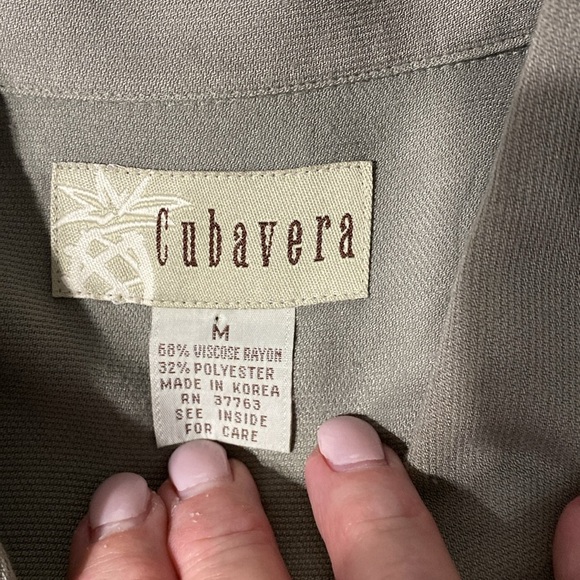 Cubavera
M
68% VISCOSE RAYON
32% POLYESTER
MADE IN KOREA
RN 37763
SEE INSIDE
FOR CARE